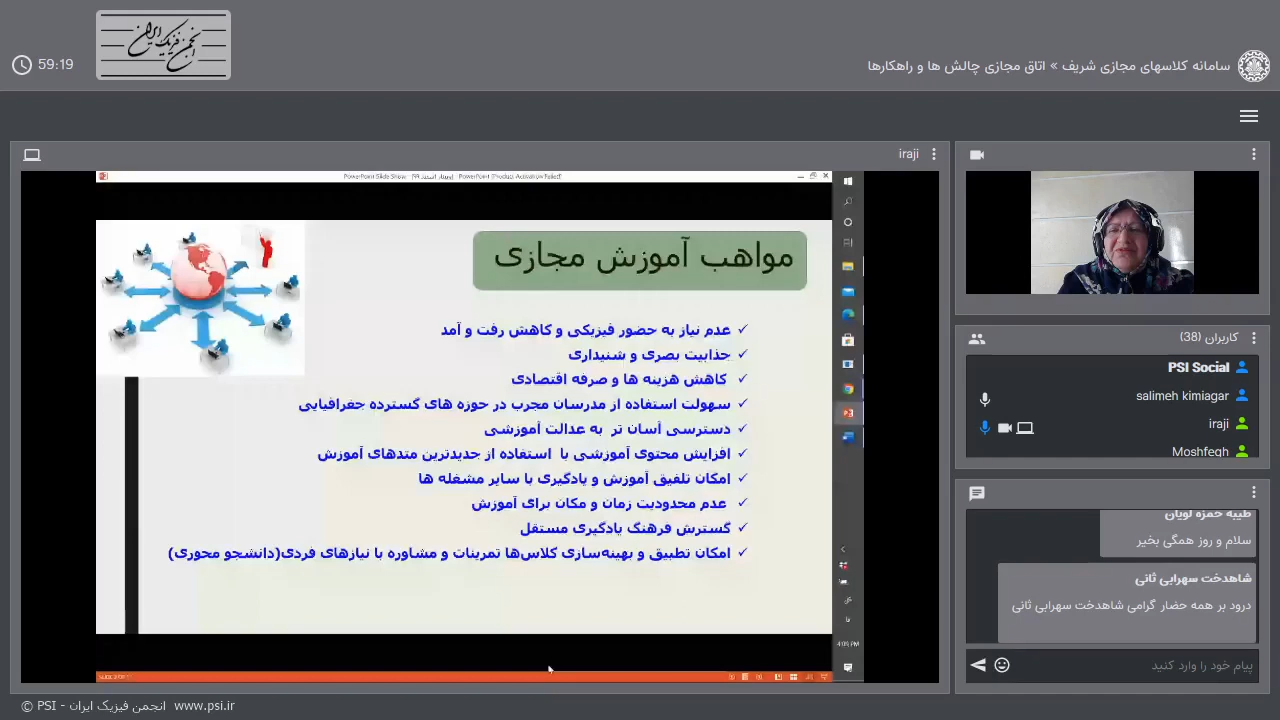 59:19
انجمن فیزیک ایران
سامانه کلاسهای مجازی شریف » اتاق مجازی چالش ها و راهکارها
iraji
مواهب آموزش مجازی
✓ عدم نیاز به حضور فیزیکی و کاهش رفت و آمد
✓ جذابیت بصری و شنیداری
✓ کاهش هزینه ها و صرفه اقتصادی
✓ سهولت استفاده از مدرسان مجرب در حوزه های گسترده جغرافیایی
✓ دسترسی آسان تر به عدالت آموزشی
✓ افزایش محتوی آموزشی با استفاده از جدیدترین متدهای آموزش
✓ امکان تلفیق آموزش و یادگیری با سایر مشغله ها
✓ عدم محدودیت زمان و مکان برای آموزش
✓ گسترش فرهنگ یادگیری مستقل
✓ امکان تطبیق و بهینه‌سازی کلاس‌ها تمرینات و مشاوره با نیازهای فردی(دانشجو محوری)
کاربران (38)
PSI Social
salimeh kimiagar
iraji
Moshfegh
طیبه حمزه لویان
سلام و روز همگی بخیر
شاهدخت سهرابی ثانی
درود بر همه حضار گرامی شاهدخت سهرابی ثانی
پیام خود را وارد کنید
© PSI - انجمن فیزیک ایران www.psi.ir